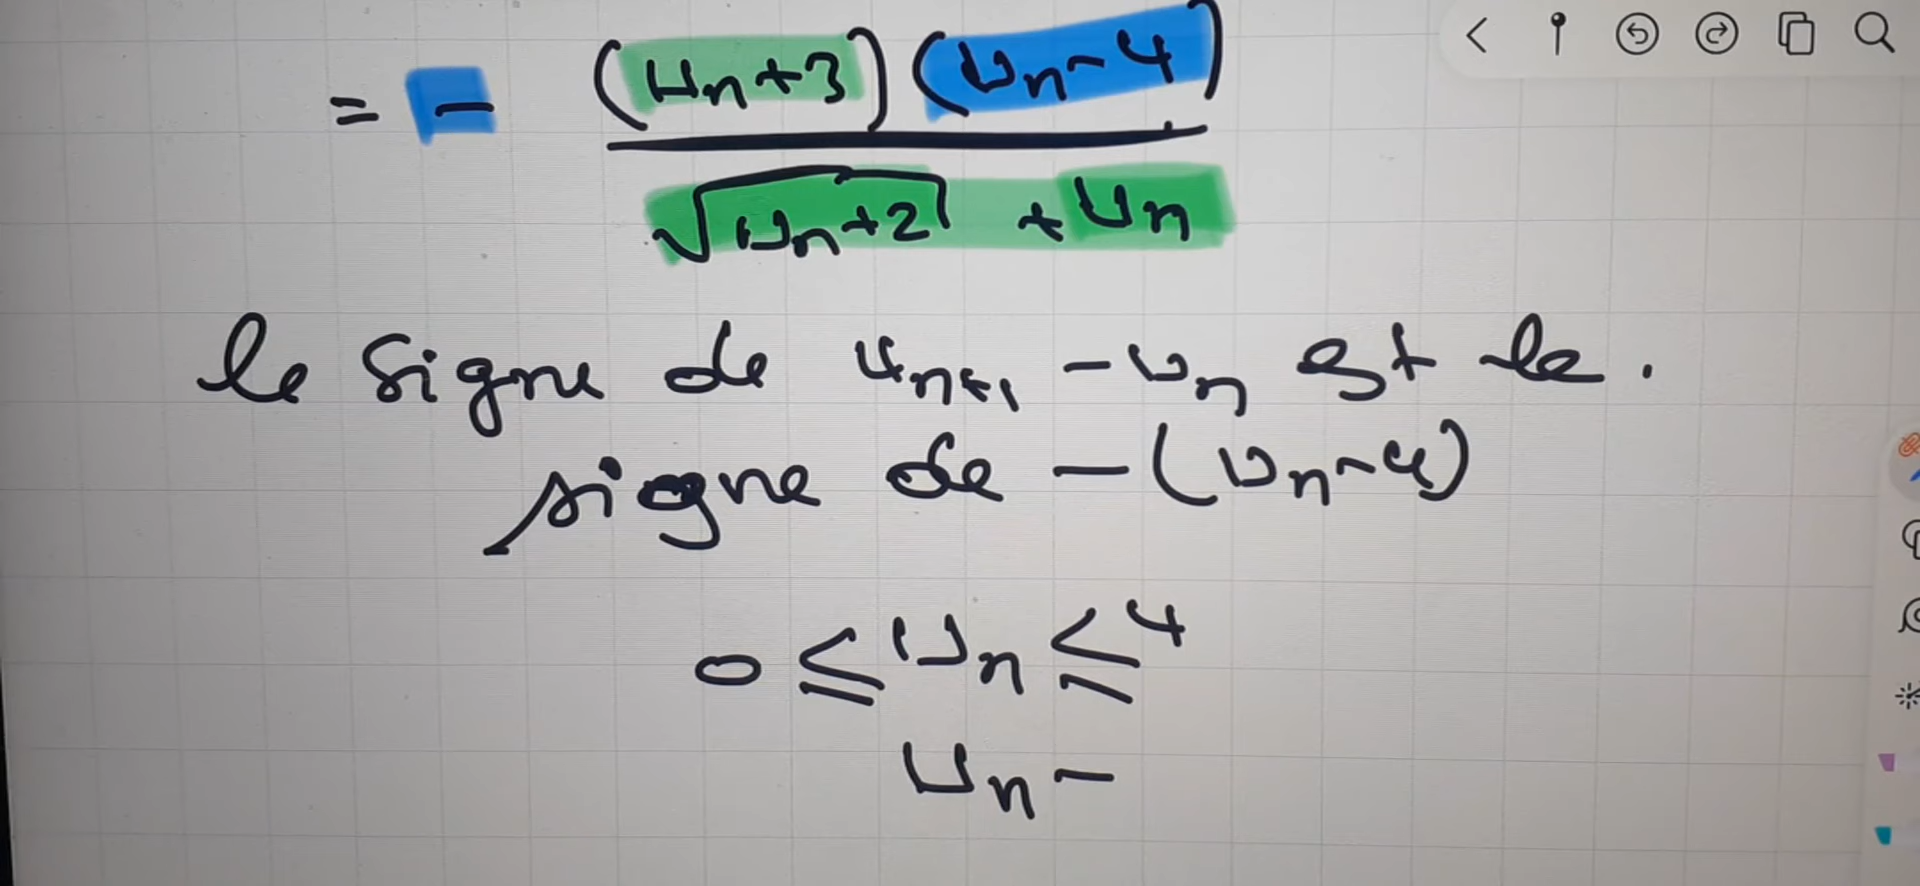 = - (Un+3)(Un-4)
√Un+2 + Un
le signe de Un+1 - Un est le.
signe de - (Un-4)
0 ≤ Un ≤ 4
Un -